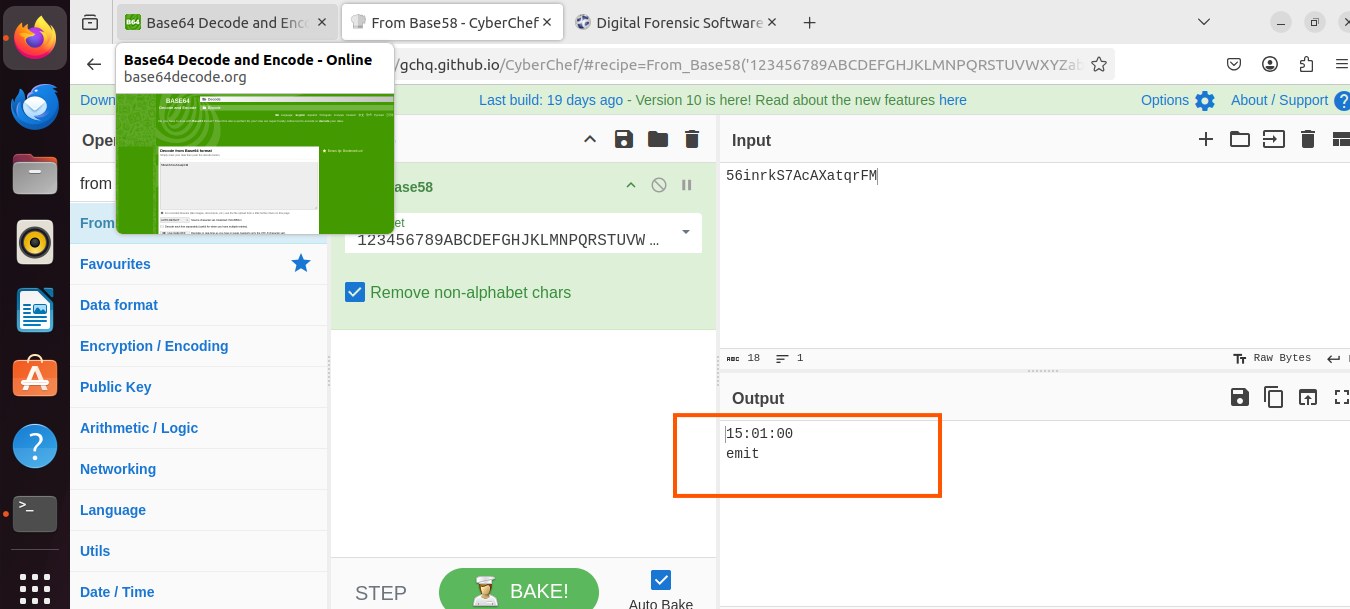 Base64 Decode and Enc
From Base58 - CyberChef
Digital Forensic Software
Base64 Decode and Encode - Online
base64decode.org
/gchq.github.io/CyberChef/#recipe=From_Base58('123456789ABCDEFGHJKLMNPQRSTUVWXYZab
Down
Last build: 19 days ago - Version 10 is here! Read about the new features here
Options
About / Support
Ope
Input
from
ase58
56inrkS7AcAXatqrFM
From
et
123456789ABCDEFGHJKLMNPQRSTUVW ...
Favourites
Remove non-alphabet chars
Data format
Encryption / Encoding
ABC 18 1
Raw Bytes
Public Key
Output
Arithmetic / Logic
15:01:00
emit
Networking
Language
Utils
Date / Time
STEP
BAKE!
Auto Bake